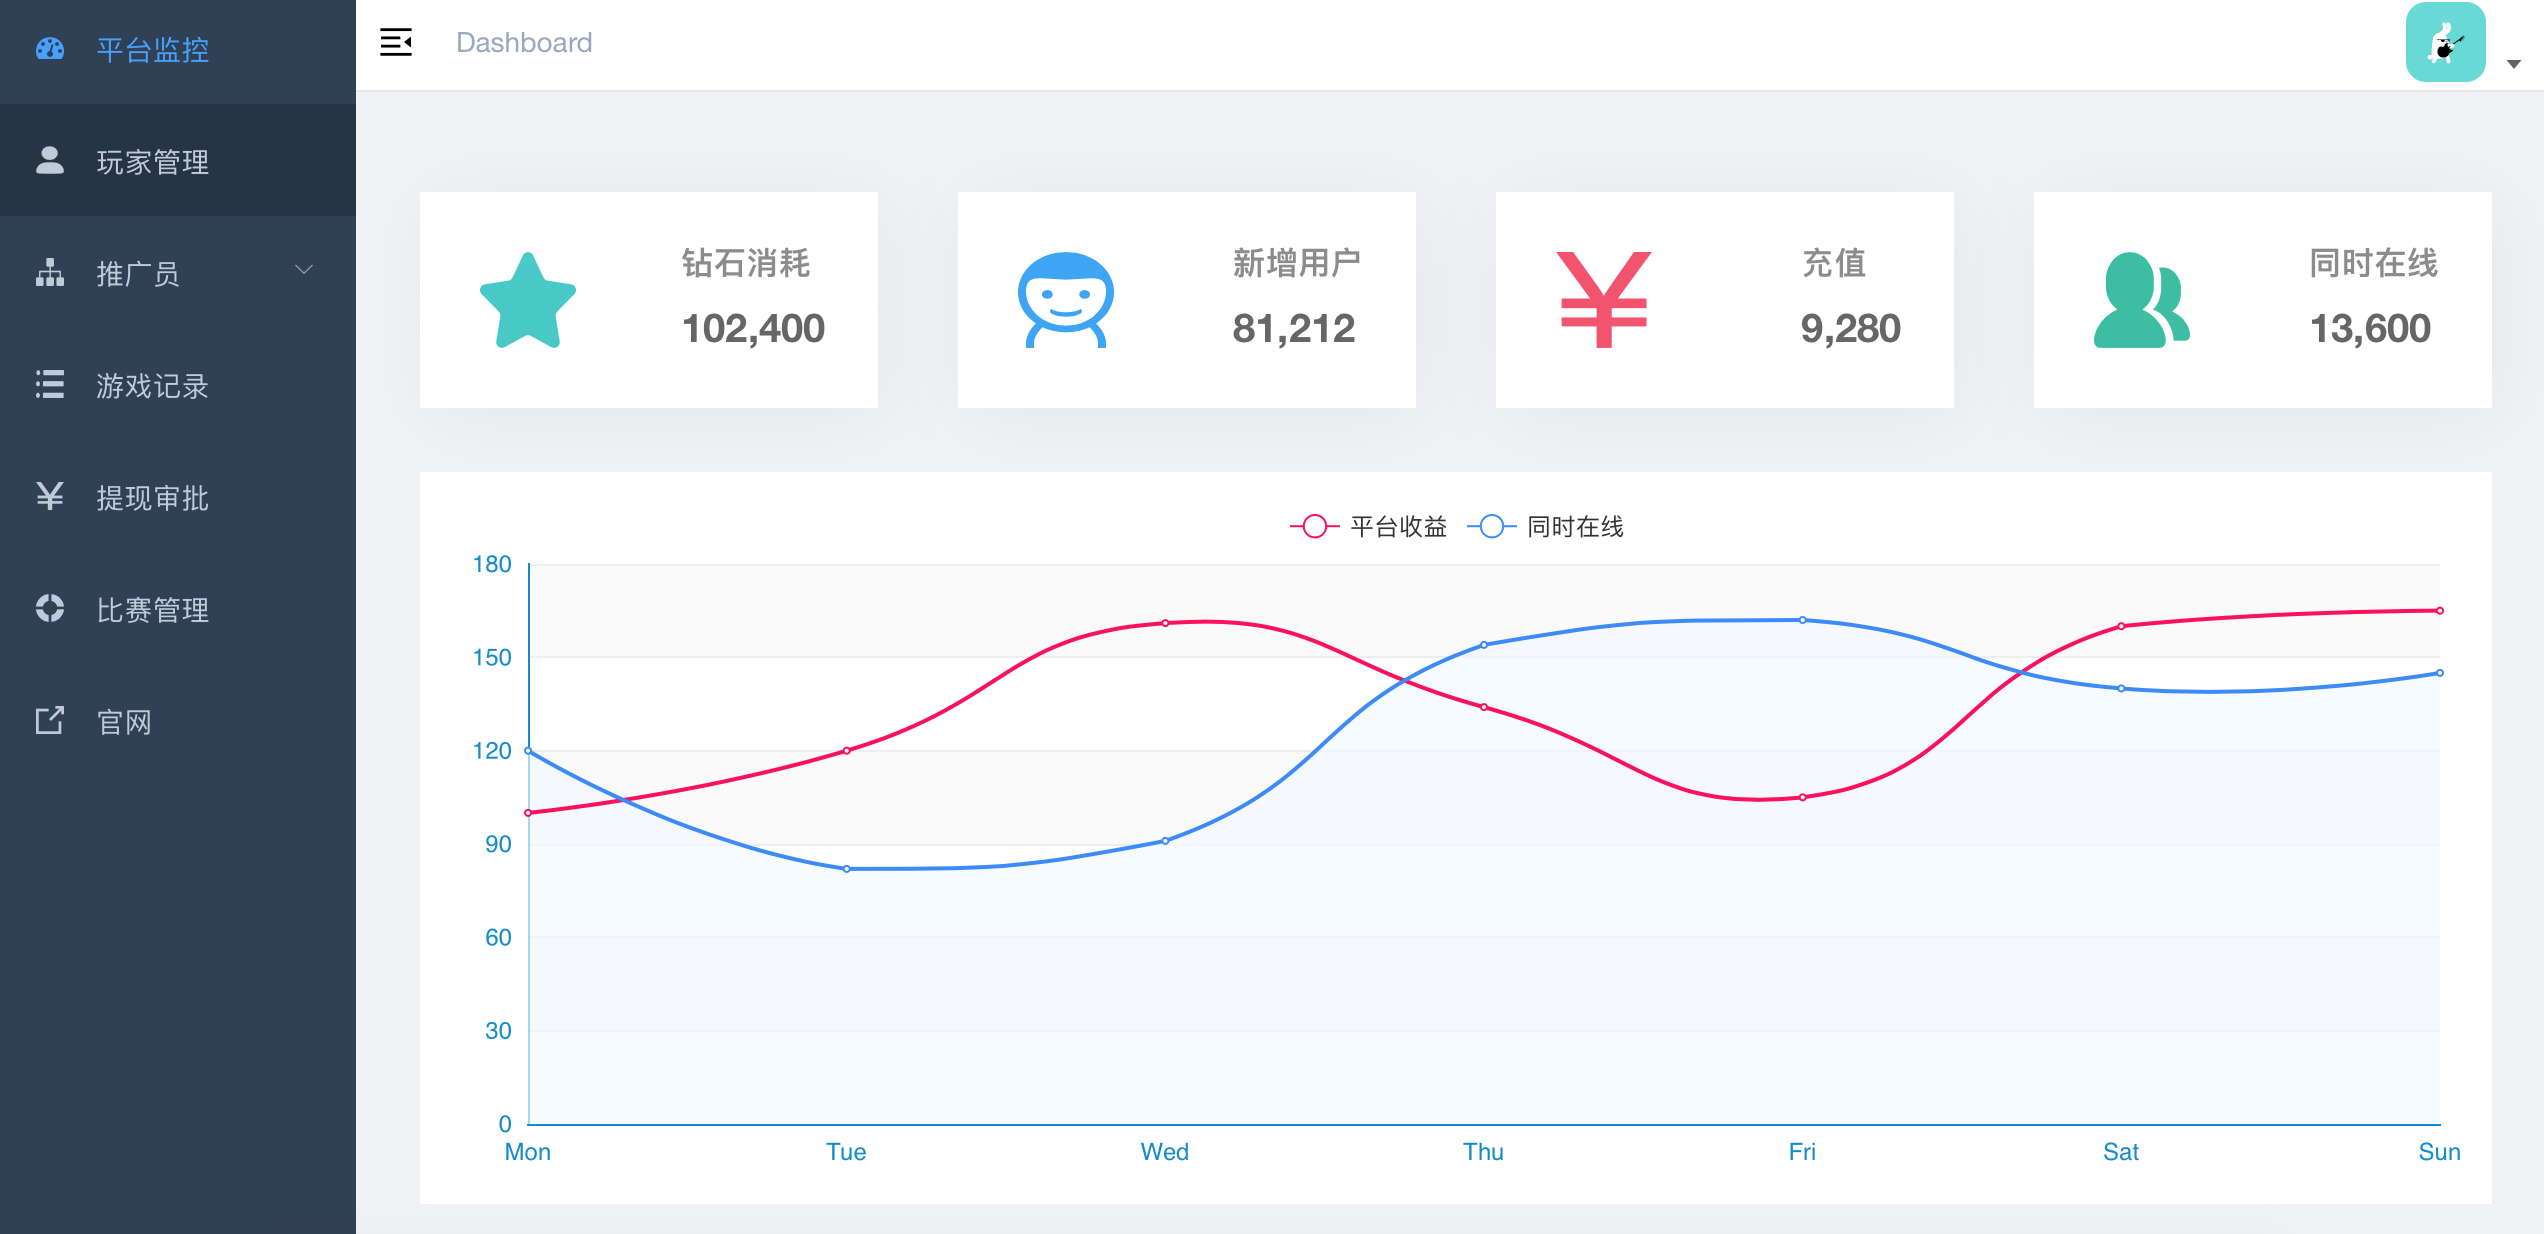 平台监控
玩家管理
推广员
游戏记录
提现审批
比赛管理
官网
Dashboard
钻石消耗
102,400
新增用户
81,212
充值
9,280
同时在线
13,600
平台收益 同时在线
180
150
120
90
60
30
0
Mon Tue Wed Thu Fri Sat Sun